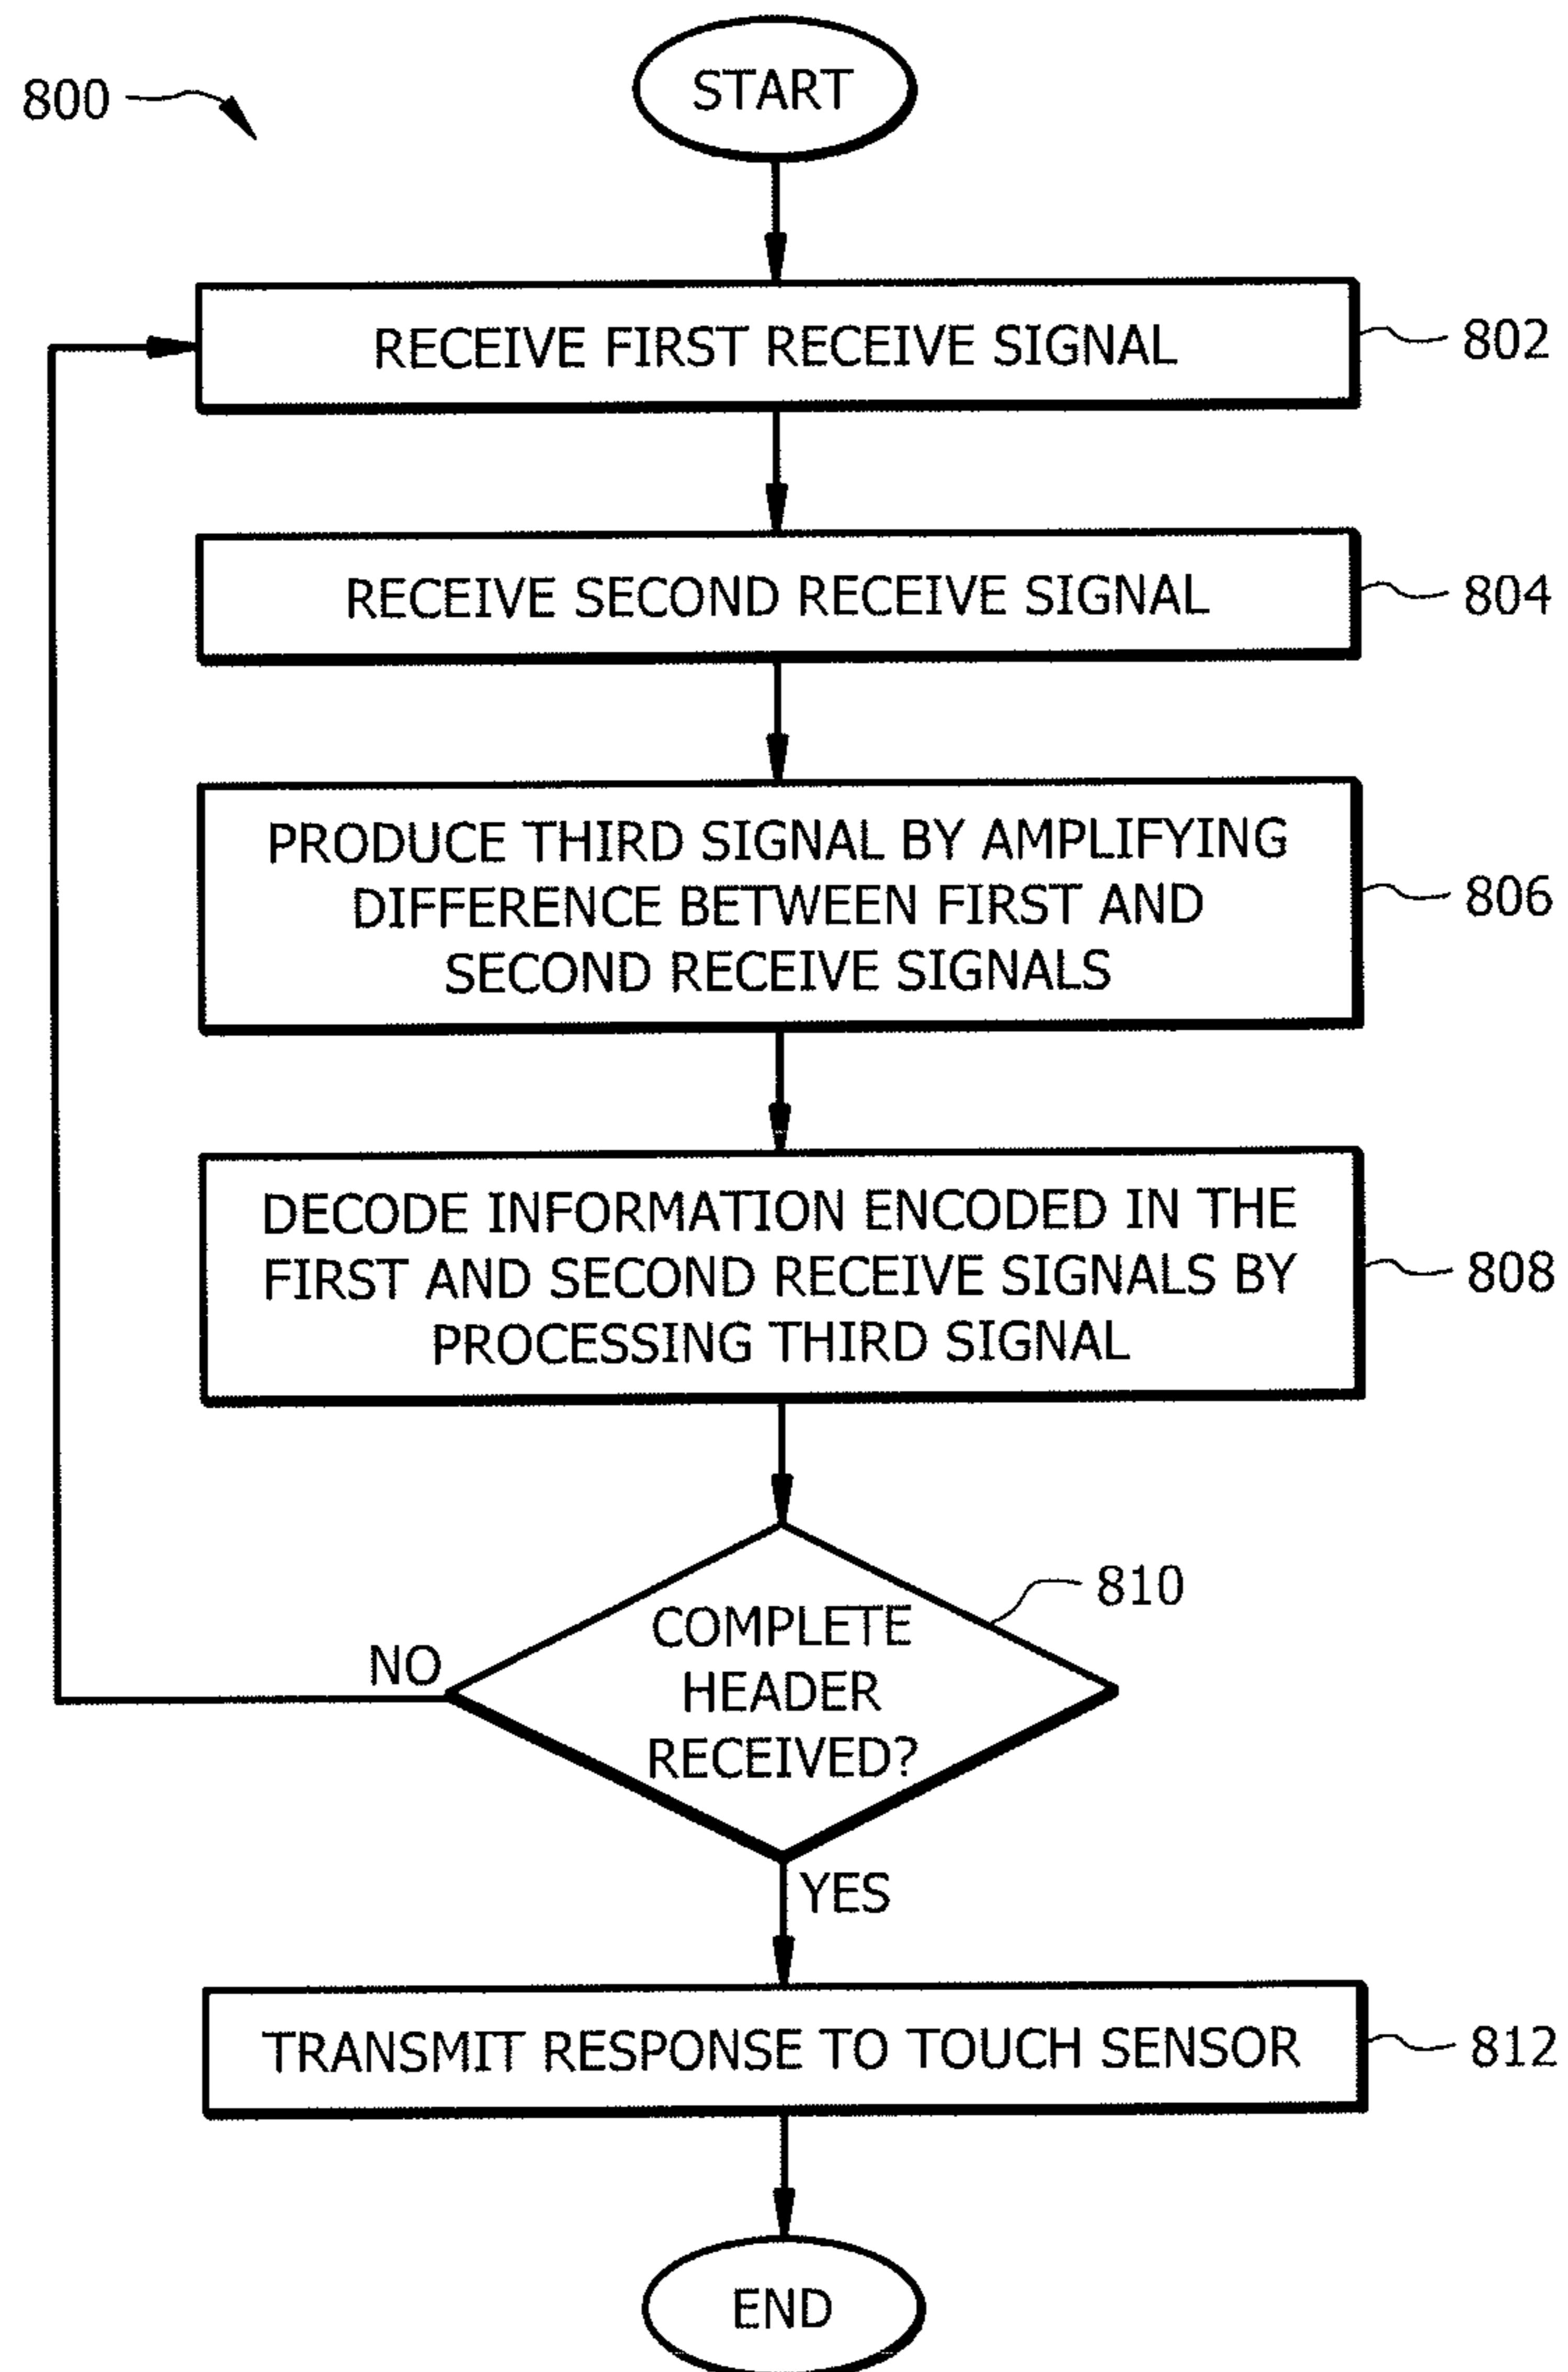 800
START
RECEIVE FIRST RECEIVE SIGNAL
802
RECEIVE SECOND RECEIVE SIGNAL
804
PRODUCE THIRD SIGNAL BY AMPLIFYING
DIFFERENCE BETWEEN FIRST AND
SECOND RECEIVE SIGNALS
806
DECODE INFORMATION ENCODED IN THE
FIRST AND SECOND RECEIVE SIGNALS BY
PROCESSING THIRD SIGNAL
808
COMPLETE
HEADER
RECEIVED?
810
NO
YES
TRANSMIT RESPONSE TO TOUCH SENSOR
812
END